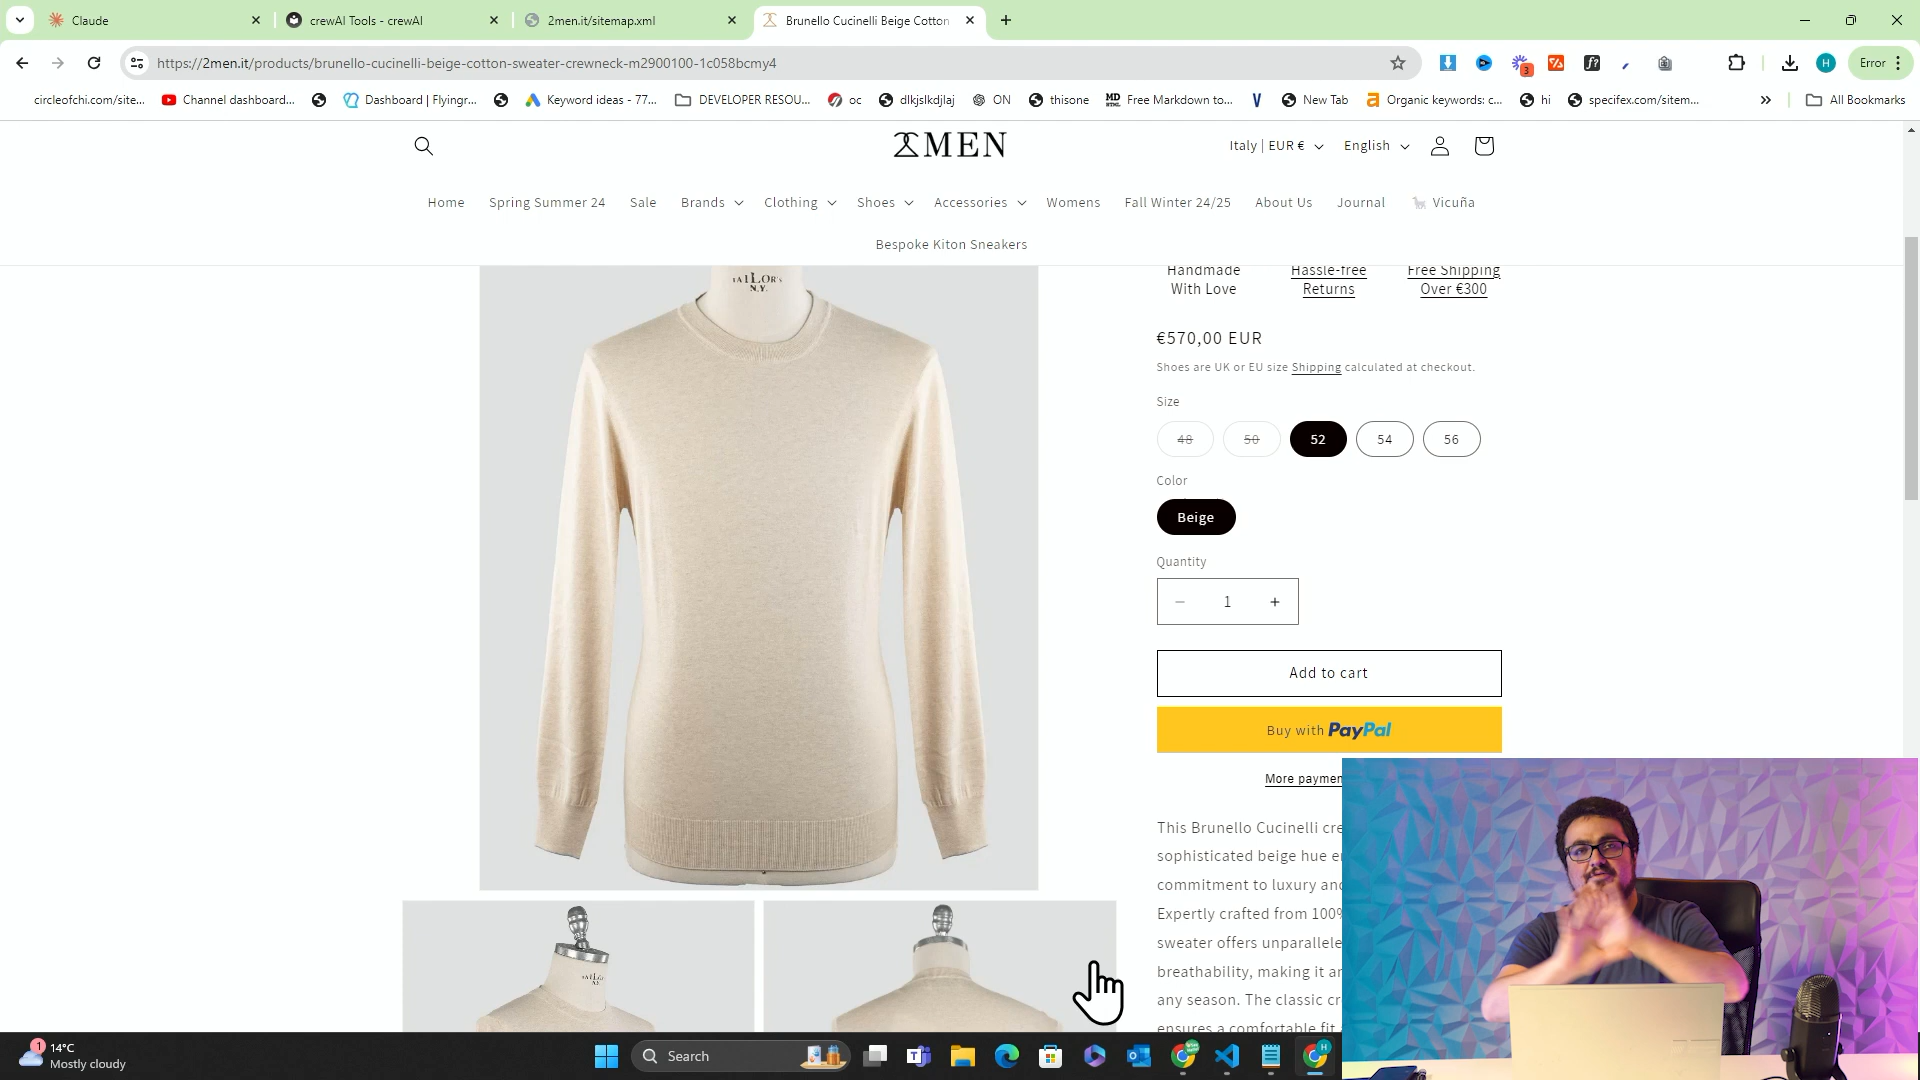 Claude
crewAI Tools - crewAI
2men.it/sitemap.xml
Brunello Cucinelli Beige Cotton
https://2men.it/products/brunello-cucinelli-beige-cotton-sweater-crewneck-m2900100-1c058bcmy4
3
H
Error
circleofchi.com/site...
Channel dashboard...
Dashboard | Flyingr...
Keyword ideas - 77...
DEVELOPER RESOU...
oc
dlkjslkdjlaj
ON
thisone
Free Markdown to...
New Tab
Organic keywords: c...
hi
specifex.com/sitem...
All Bookmarks
2MEN
Italy | EUR €
English
Home
Spring Summer 24
Sale
Brands
Clothing
Shoes
Accessories
Womens
Fall Winter 24/25
About Us
Journal
Vicuña
Bespoke Kiton Sneakers
TAILOR's
N.Y.
Handmade
With Love
Hassle-free
Returns
Free Shipping
Over €300
€570,00 EUR
Shoes are UK or EU size Shipping calculated at checkout.
Size
48
50
52
54
56
Color
Beige
Quantity
1
Add to cart
Buy with PayPal
More paymen
This Brunello Cucinelli cre
sophisticated beige hue e
commitment to luxury and
Expertly crafted from 100%
sweater offers unparallele
breathability, making it a
any season. The classic cr
ensures a comfortable fit
1
14°C
Mostly cloudy
Search